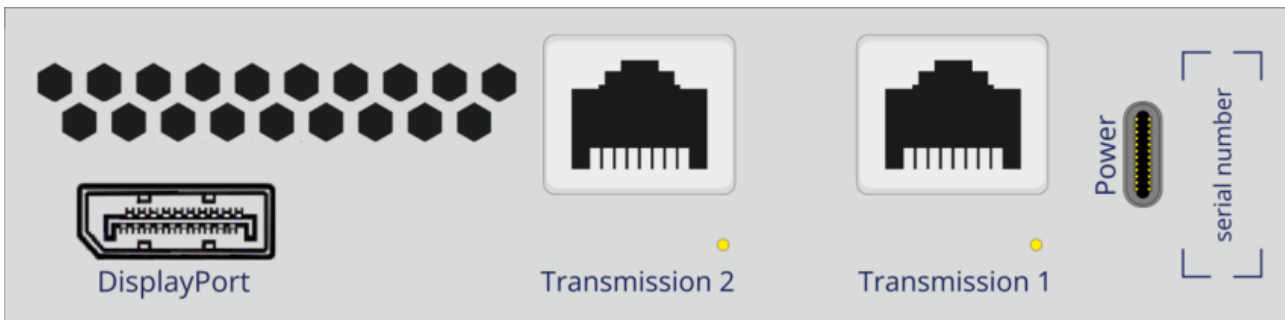 DisplayPort
Transmission 2
Transmission 1
Power
serial number